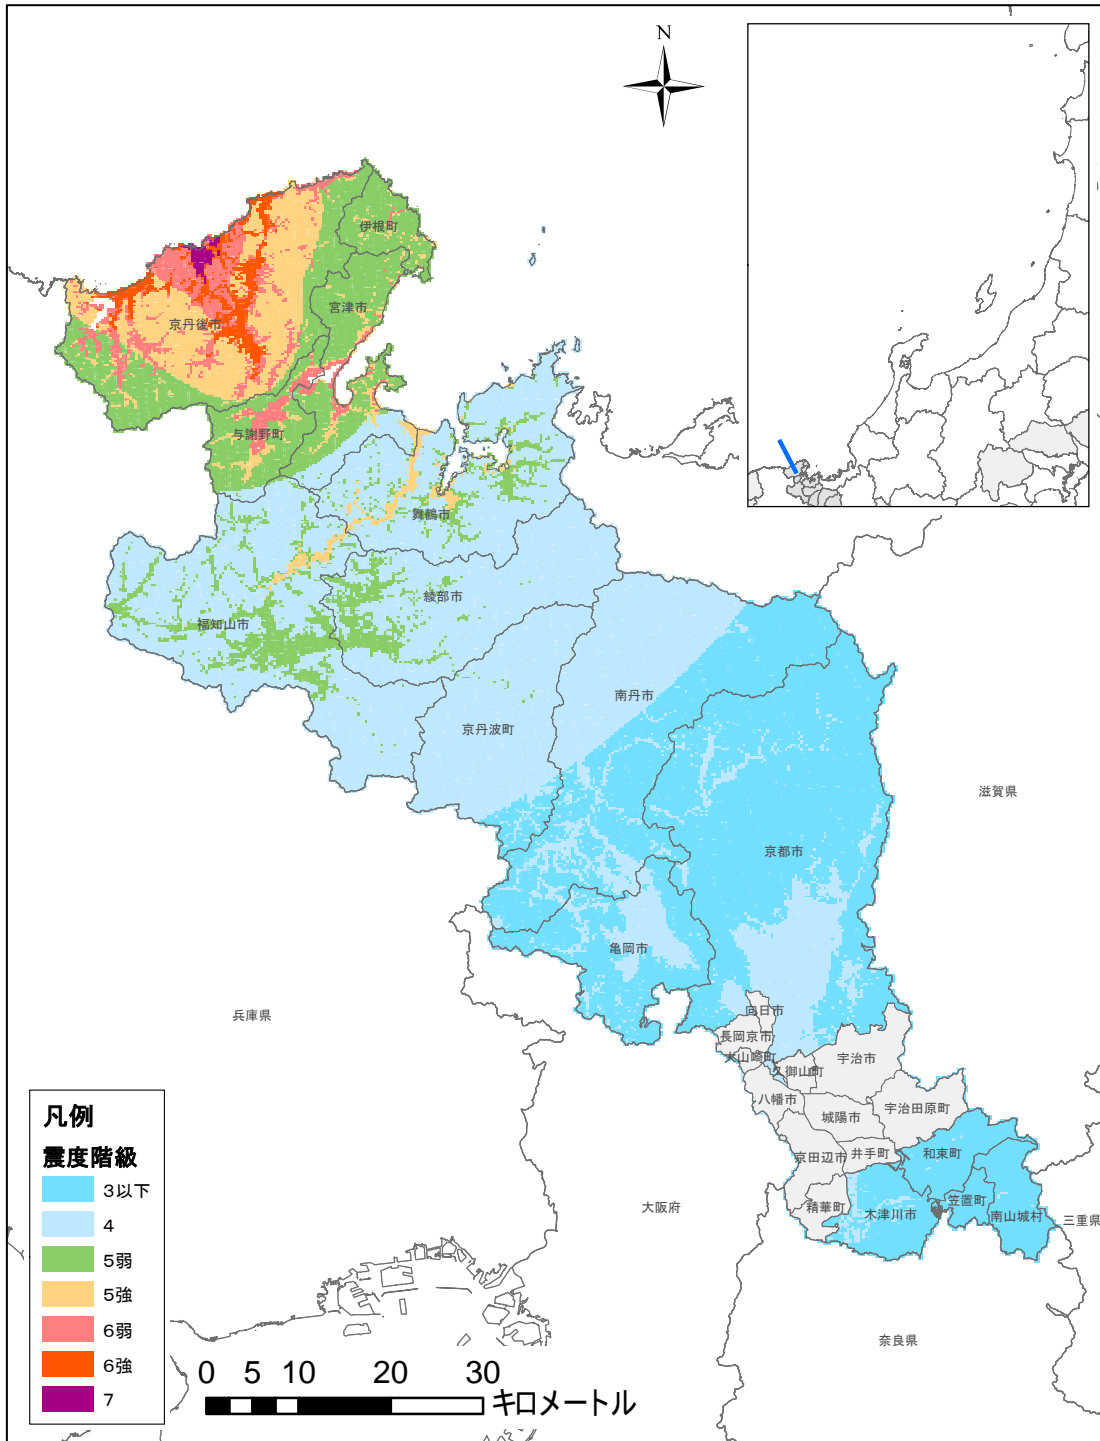 N
伊根町
宮津市
京丹後市
与謝野町
舞鶴市
綾部市
福知山市
南丹市
京丹波町
滋賀県
京都市
亀岡市
兵庫県
向日市
長岡京市
大山崎町
宇治市
久御山町
八幡市
宇治田原町
城陽市
井手町
和束町
京田辺市
笠置町
精華町
木津川市
南山城村
大阪府
三重県
奈良県
凡例
震度階級
3以下
4
5弱
5強
6弱
6強
7
0 5 10 20 30
キロメートル